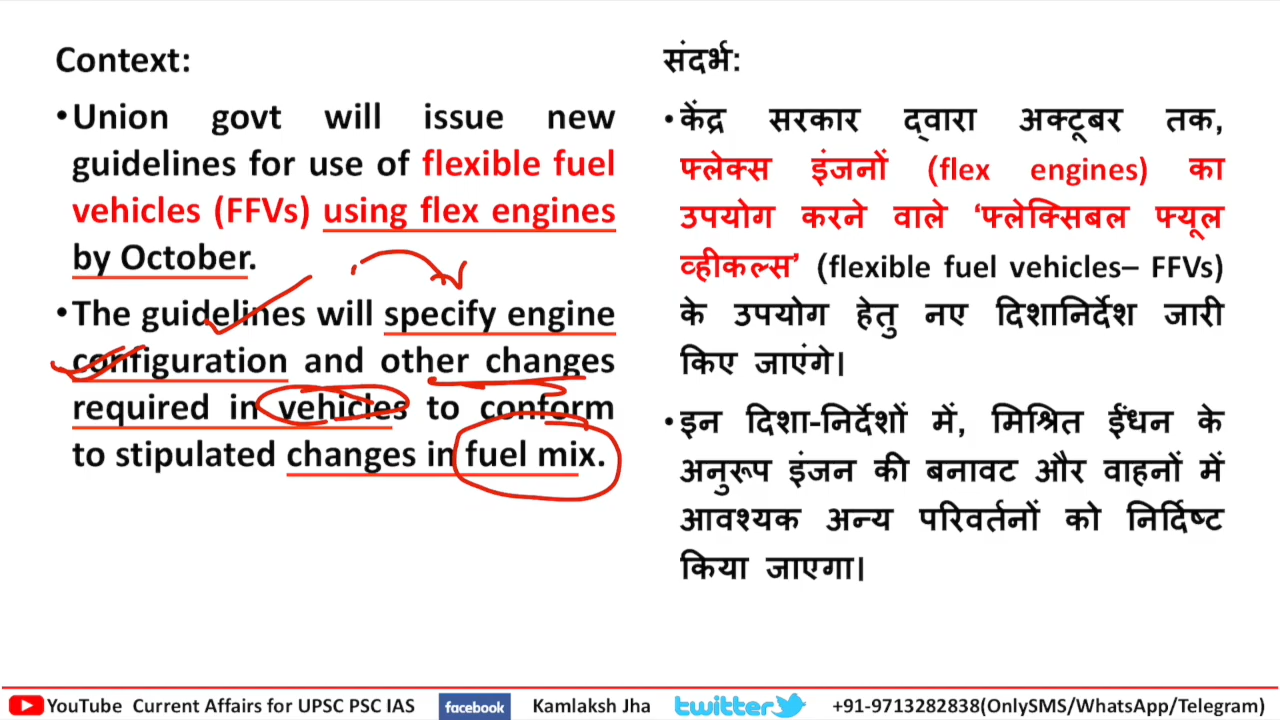 Context:
•Union govt will issue new
guidelines for use of flexible fuel
vehicles (FFVs) using flex engines
by October.
•The guidelines will specify engine
configuration and other changes
required in vehicles to conform
to stipulated changes in fuel mix.
संदर्भ:
•केंद्र सरकार द्वारा अक्टूबर तक,
फ्लेक्स इंजनों (flex engines) का
उपयोग करने वाले ‘फ्लेक्सिबल फ्यूल
व्हीकल्स’ (flexible fuel vehicles– FFVs)
के उपयोग हेतु नए दिशानिर्देश जारी
किए जाएंगे।
•इन दिशा-निर्देशों में, मिश्रित ईंधन के
अनुरूप इंजन की बनावट और वाहनों में
आवश्यक अन्य परिवर्तनों को निर्दिष्ट
किया जाएगा।
YouTube Current Affairs for UPSC PSC IAS facebook Kamlaksh Jha twitter +91-9713282838(OnlySMS/WhatsApp/Telegram)